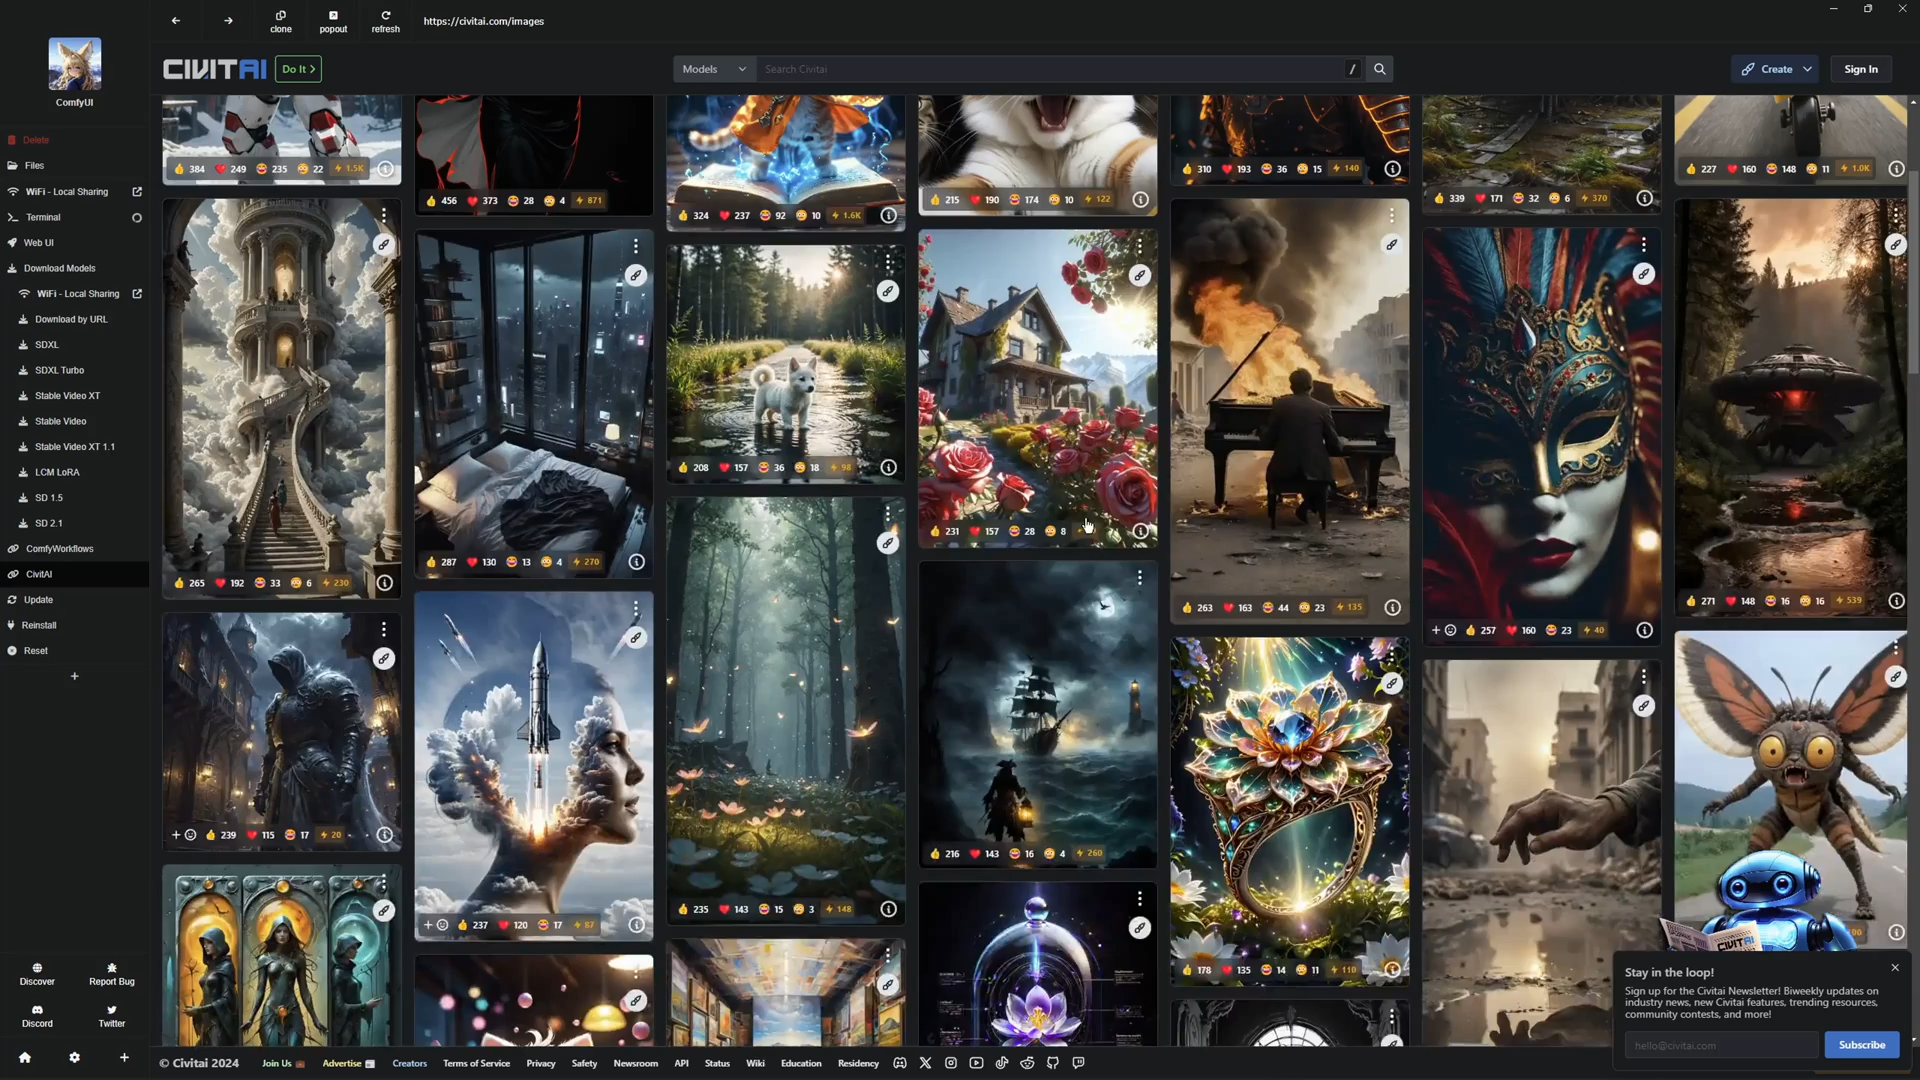 clone
popout
refresh
https://civitai.com/images
ComfyUI
Delete
Files
WiFi - Local Sharing
Terminal
Web UI
Download Models
WiFi - Local Sharing
Download by URL
SDXL
SDXL Turbo
Stable Video XT
Stable Video
Stable Video XT 1.1
LCM LoRA
SD 1.5
SD 2.1
ComfyWorkflows
CivitAI
Update
Reinstall
Reset
Discover
Report Bug
Discord
Twitter
CIVITAI
Do It >
Models
Search Civitai
/
Create
Sign In
384 249 235 22 1.5K
456 373 28 4 871
324 237 92 10 1.6K
215 190 174 10 122
310 193 36 15 140
339 171 32 6 370
227 160 148 11 1.0K
265 192 33 6 230
287 130 13 4 270
208 157 36 18 98
231 157 28 8
263 163 44 23 135
257 160 23 40
271 148 16 16 539
239 115 17 20
237 120 17 87
235 143 15 3 148
216 143 16 4 260
178 135 14 11 110
CIVITAI
Stay in the loop!
Sign up for the Civitai Newsletter! Biweekly updates on
industry news, new Civitai features, trending resources,
community contests, and more!
hello@civitai.com
Subscribe
© Civitai 2024
Join Us
Advertise
Creators
Terms of Service
Privacy
Safety
Newsroom
API
Status
Wiki
Education
Residency